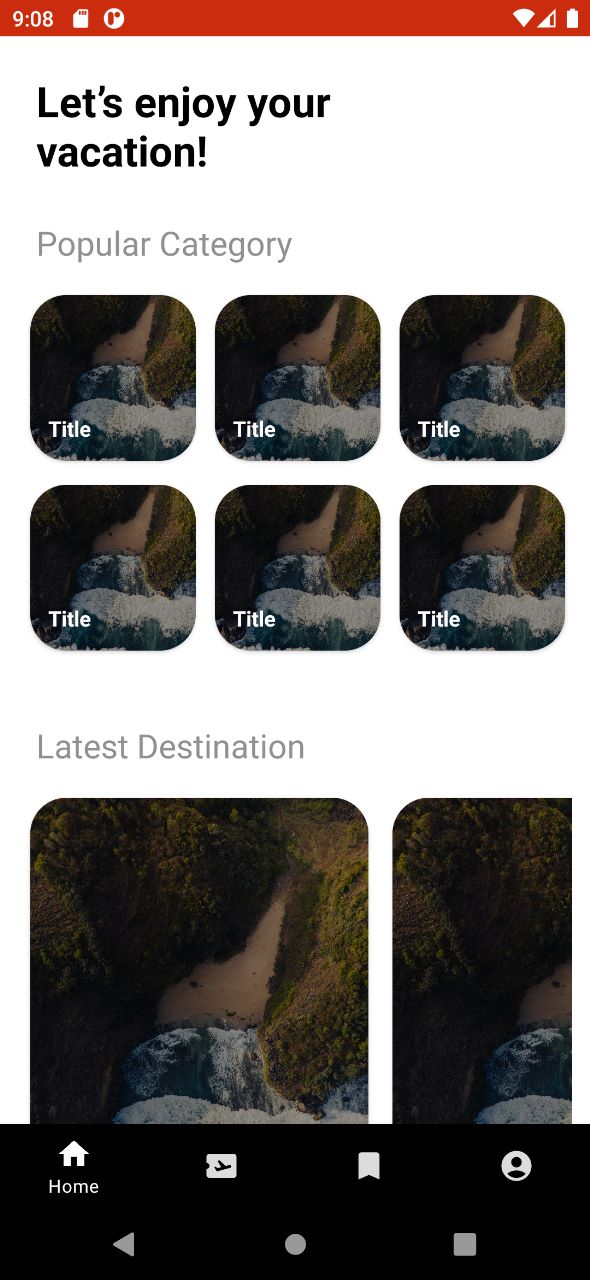 9:08
Let’s enjoy your
vacation!
Popular Category
Title
Title
Title
Title
Title
Title
Latest Destination
Home